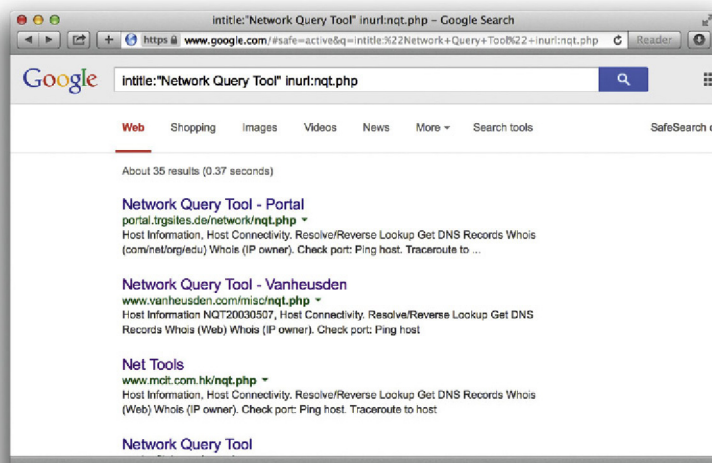 intitle:"Network Query Tool" inurl:nqt.php – Google Search
https www.google.com/#safe=active&q=intitle:%22Network+Query+Tool%22+inurl:nqt.php
Reader
Google
intitle:"Network Query Tool" inurl:nqt.php
Web Shopping Images Videos News More Search tools SafeSearch
About 35 results (0.37 seconds)
Network Query Tool - Portal
portal.trgsites.de/network/nqt.php
Host Information, Host Connectivity. Resolve/Reverse Lookup Get DNS Records Whois
(com/net/org/edu) Whois (IP owner). Check port: Ping host. Traceroute to ...
Network Query Tool - Vanheusden
www.vanheusden.com/misc/nqt.php
Host Information NQT20030507, Host Connectivity. Resolve/Reverse Lookup Get DNS
Records Whois (Web) Whois (IP owner). Check port: Ping host
Net Tools
www.mcit.com.hk/nqt.php
Host Information, Host Connectivity. Resolve/Reverse Lookup Get DNS Records Whois
(Web) Whois (IP owner). Check port: Ping host. Traceroute to host
Network Query Tool